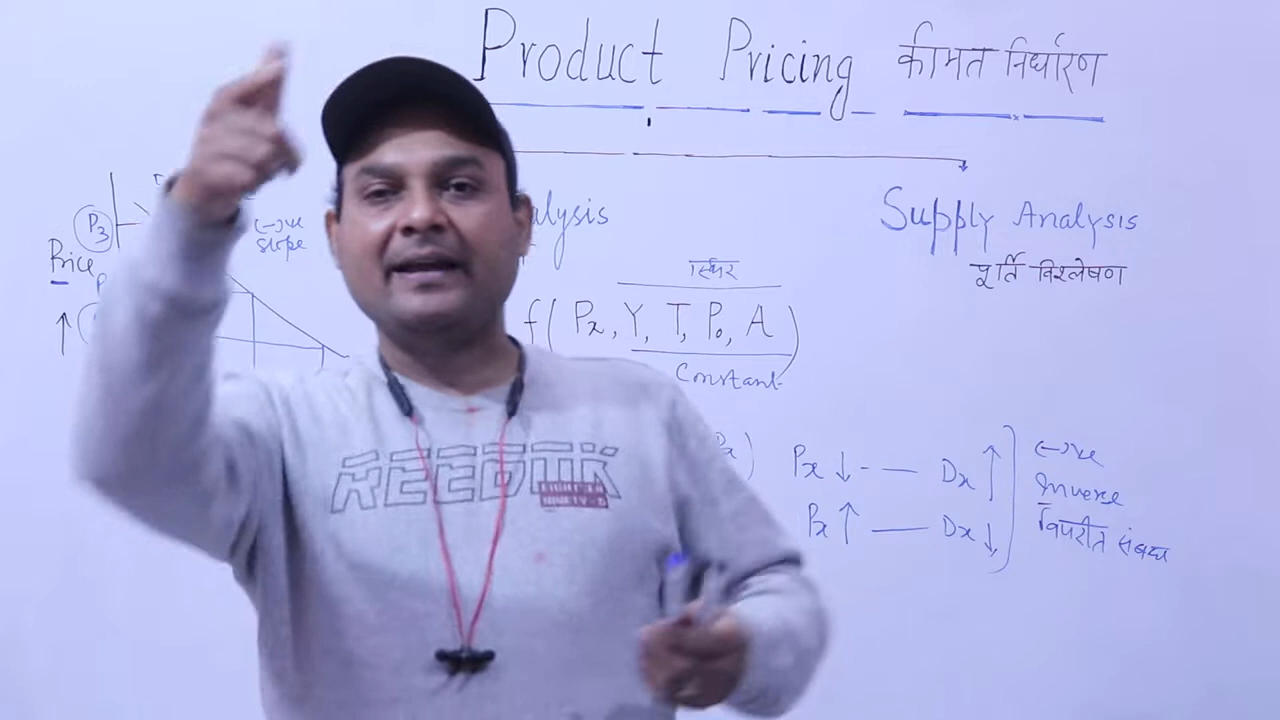 Product Pricing कीमत निर्धारण
alysis
Supply Analysis
पूर्ति विश्लेषण
P3
(-)ve
slope
Price
स्थिर
f( Px, Y, T, Po, A )
Constant
Px ↓ - — Dx ↑
Px ↑ — Dx ↓
(-)ve
Inverse
विपरीत संबंध
REEBOK